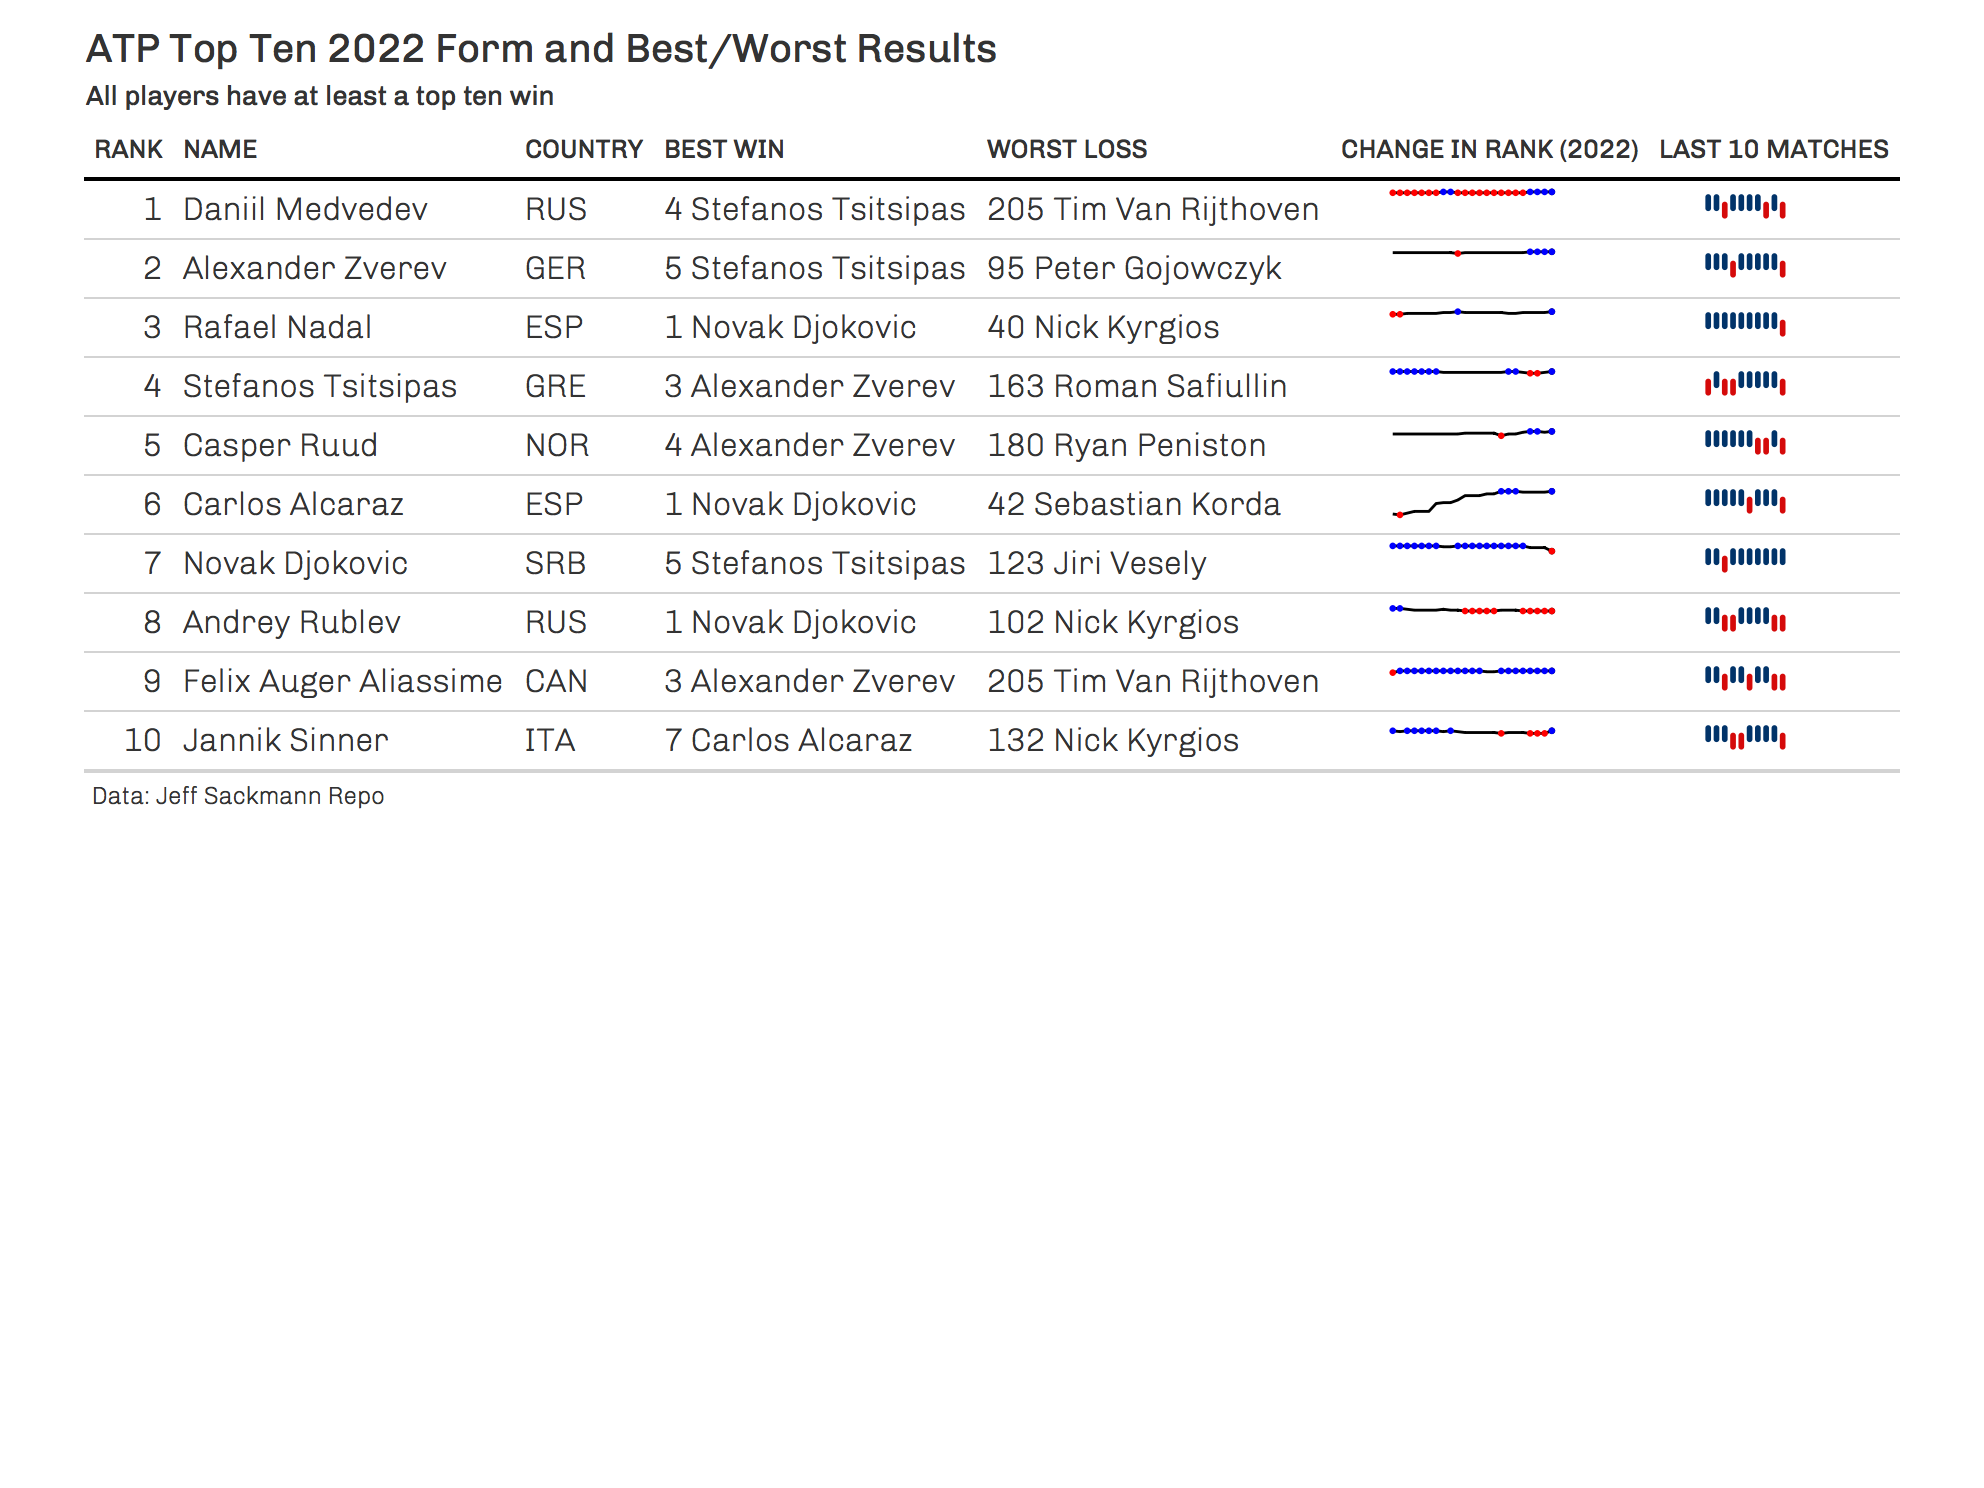 ATP Top Ten 2022 Form and Best/Worst Results
All players have at least a top ten win
RANK NAME COUNTRY BEST WIN WORST LOSS CHANGE IN RANK (2022) LAST 10 MATCHES
1 Daniil Medvedev RUS 4 Stefanos Tsitsipas 205 Tim Van Rijthoven
2 Alexander Zverev GER 5 Stefanos Tsitsipas 95 Peter Gojowczyk
3 Rafael Nadal ESP 1 Novak Djokovic 40 Nick Kyrgios
4 Stefanos Tsitsipas GRE 3 Alexander Zverev 163 Roman Safiullin
5 Casper Ruud NOR 4 Alexander Zverev 180 Ryan Peniston
6 Carlos Alcaraz ESP 1 Novak Djokovic 42 Sebastian Korda
7 Novak Djokovic SRB 5 Stefanos Tsitsipas 123 Jiri Vesely
8 Andrey Rublev RUS 1 Novak Djokovic 102 Nick Kyrgios
9 Felix Auger Aliassime CAN 3 Alexander Zverev 205 Tim Van Rijthoven
10 Jannik Sinner ITA 7 Carlos Alcaraz 132 Nick Kyrgios
Data: Jeff Sackmann Repo